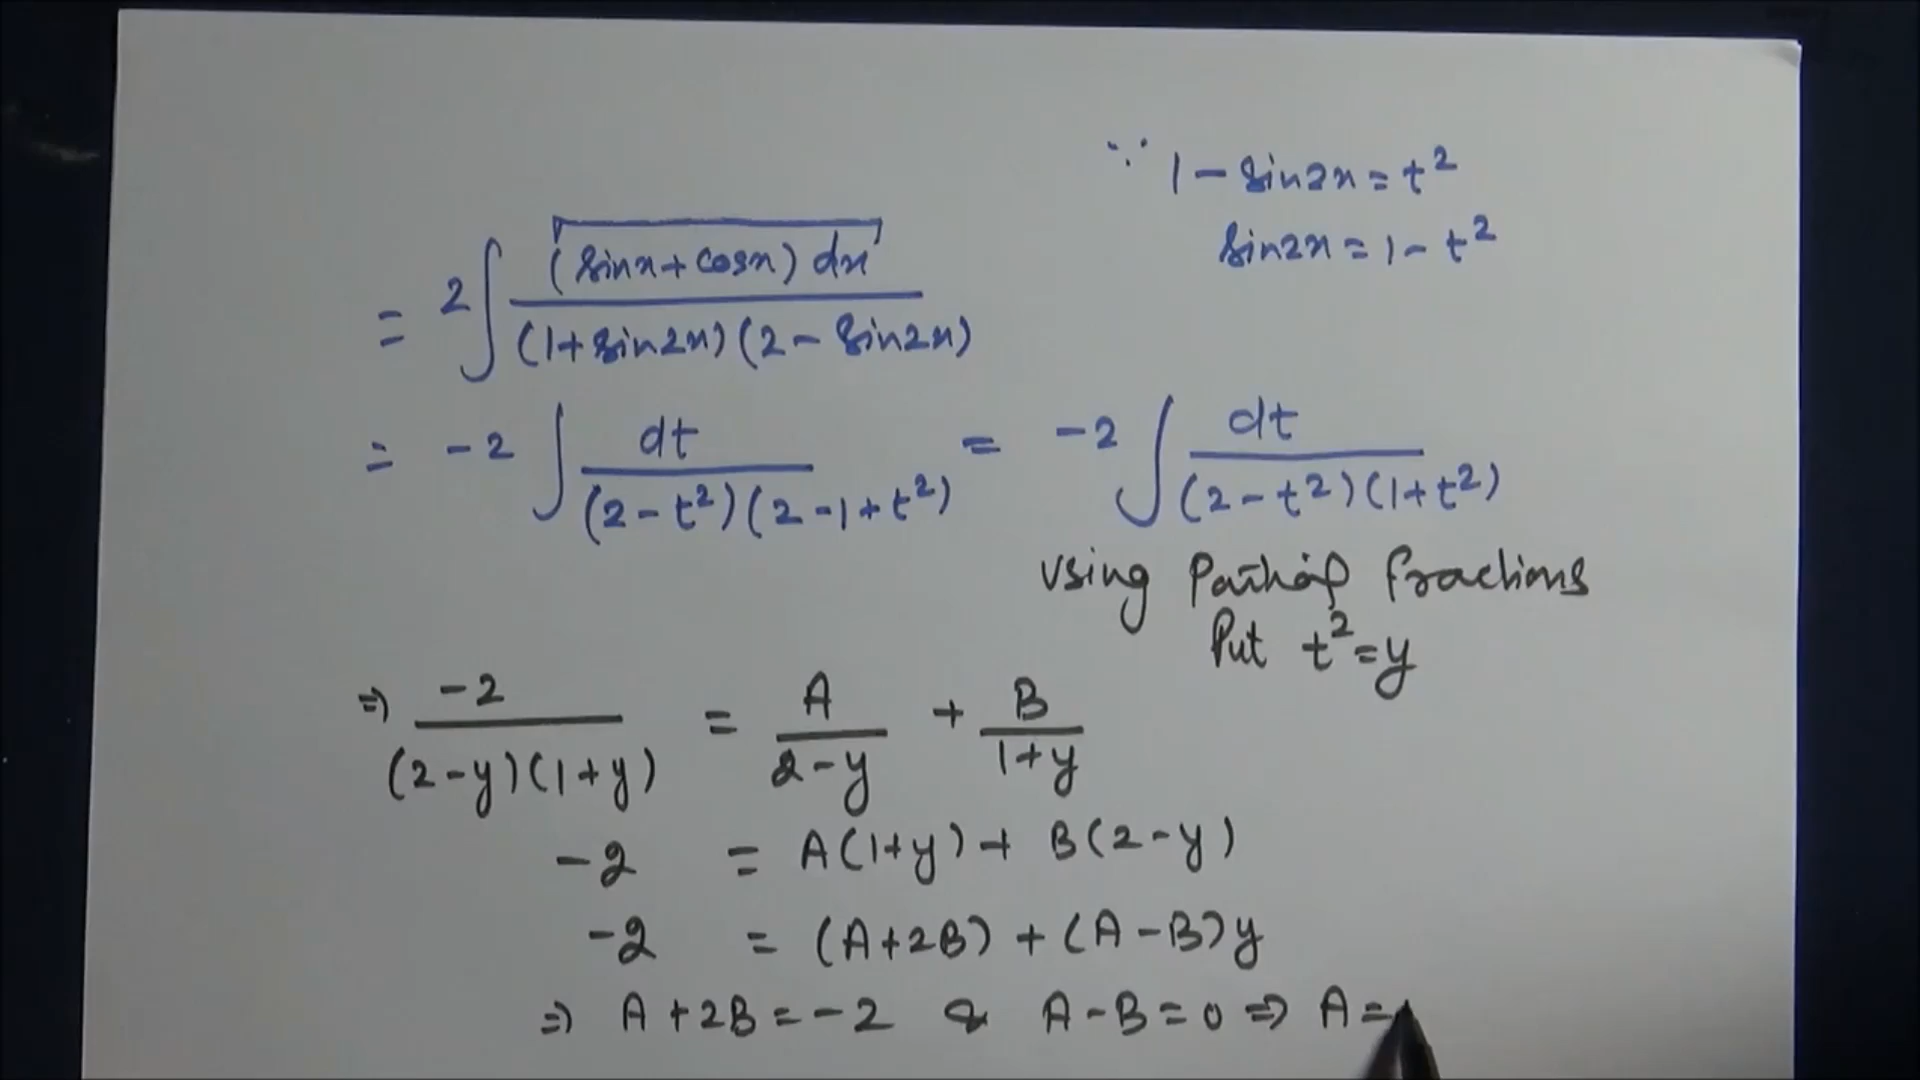 ∵ 1 - sin2x = t²
sin2x = 1 - t²
= 2∫ (sinx + cosx) dx / (1 + sin2x)(2 - sin2x)
= -2 ∫ dt / (2 - t²)(2 - 1 + t²) = -2 ∫ dt / (2 - t²)(1 + t²)
Using Partial fractions
Put t² = y
⇒ -2 / (2 - y)(1 + y) = A / 2 - y + B / 1 + y
-2 = A(1 + y) + B(2 - y)
-2 = (A + 2B) + (A - B)y
⇒ A + 2B = -2 & A - B = 0 ⇒ A =